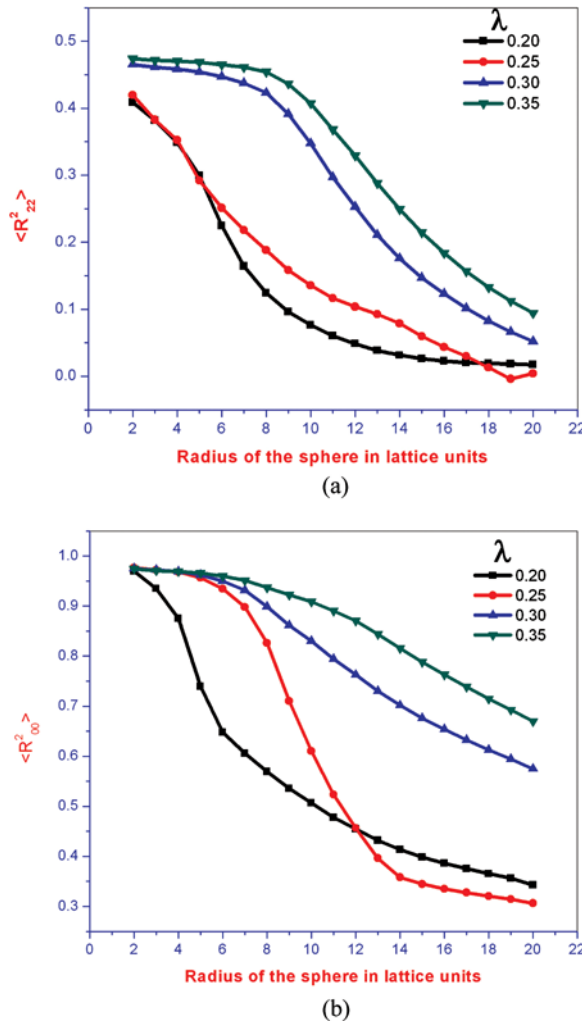 λ
0.20
0.25
0.30
0.35
0.5
0.4
0.3
0.2
0.1
0.0
<R²₂₂>
0 2 4 6 8 10 12 14 16 18 20 22
Radius of the sphere in lattice units
(a)
λ
0.20
0.25
0.30
0.35
1.0
0.9
0.8
0.7
0.6
0.5
0.4
0.3
<R²₀₀>
0 2 4 6 8 10 12 14 16 18 20 22
Radius of the sphere in lattice units
(b)